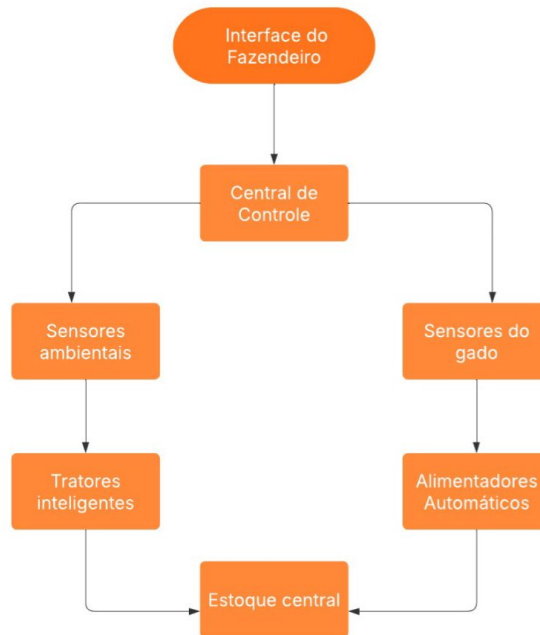 Interface do
Fazendeiro
Central de
Controle
Sensores
ambientais
Sensores do
gado
Tratores
inteligentes
Alimentadores
Automáticos
Estoque central